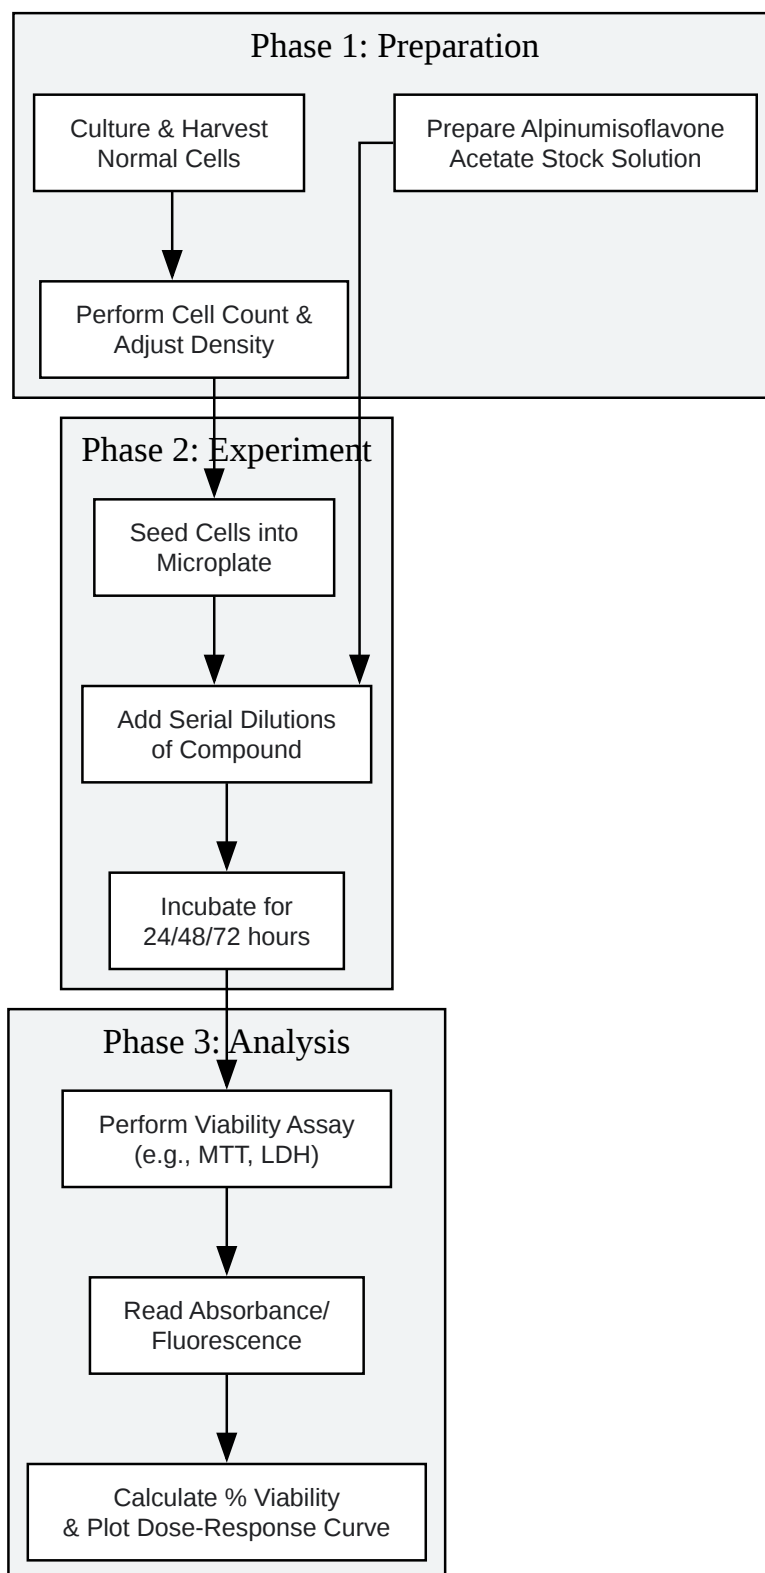 Phase 1: Preparation
Culture & Harvest
Normal Cells
Prepare Alpinumisoflavone
Acetate Stock Solution
Perform Cell Count &
Adjust Density
Phase 2: Experiment
Seed Cells into
Microplate
Add Serial Dilutions
of Compound
Incubate for
24/48/72 hours
Phase 3: Analysis
Perform Viability Assay
(e.g., MTT, LDH)
Read Absorbance/
Fluorescence
Calculate % Viability
& Plot Dose-Response Curve